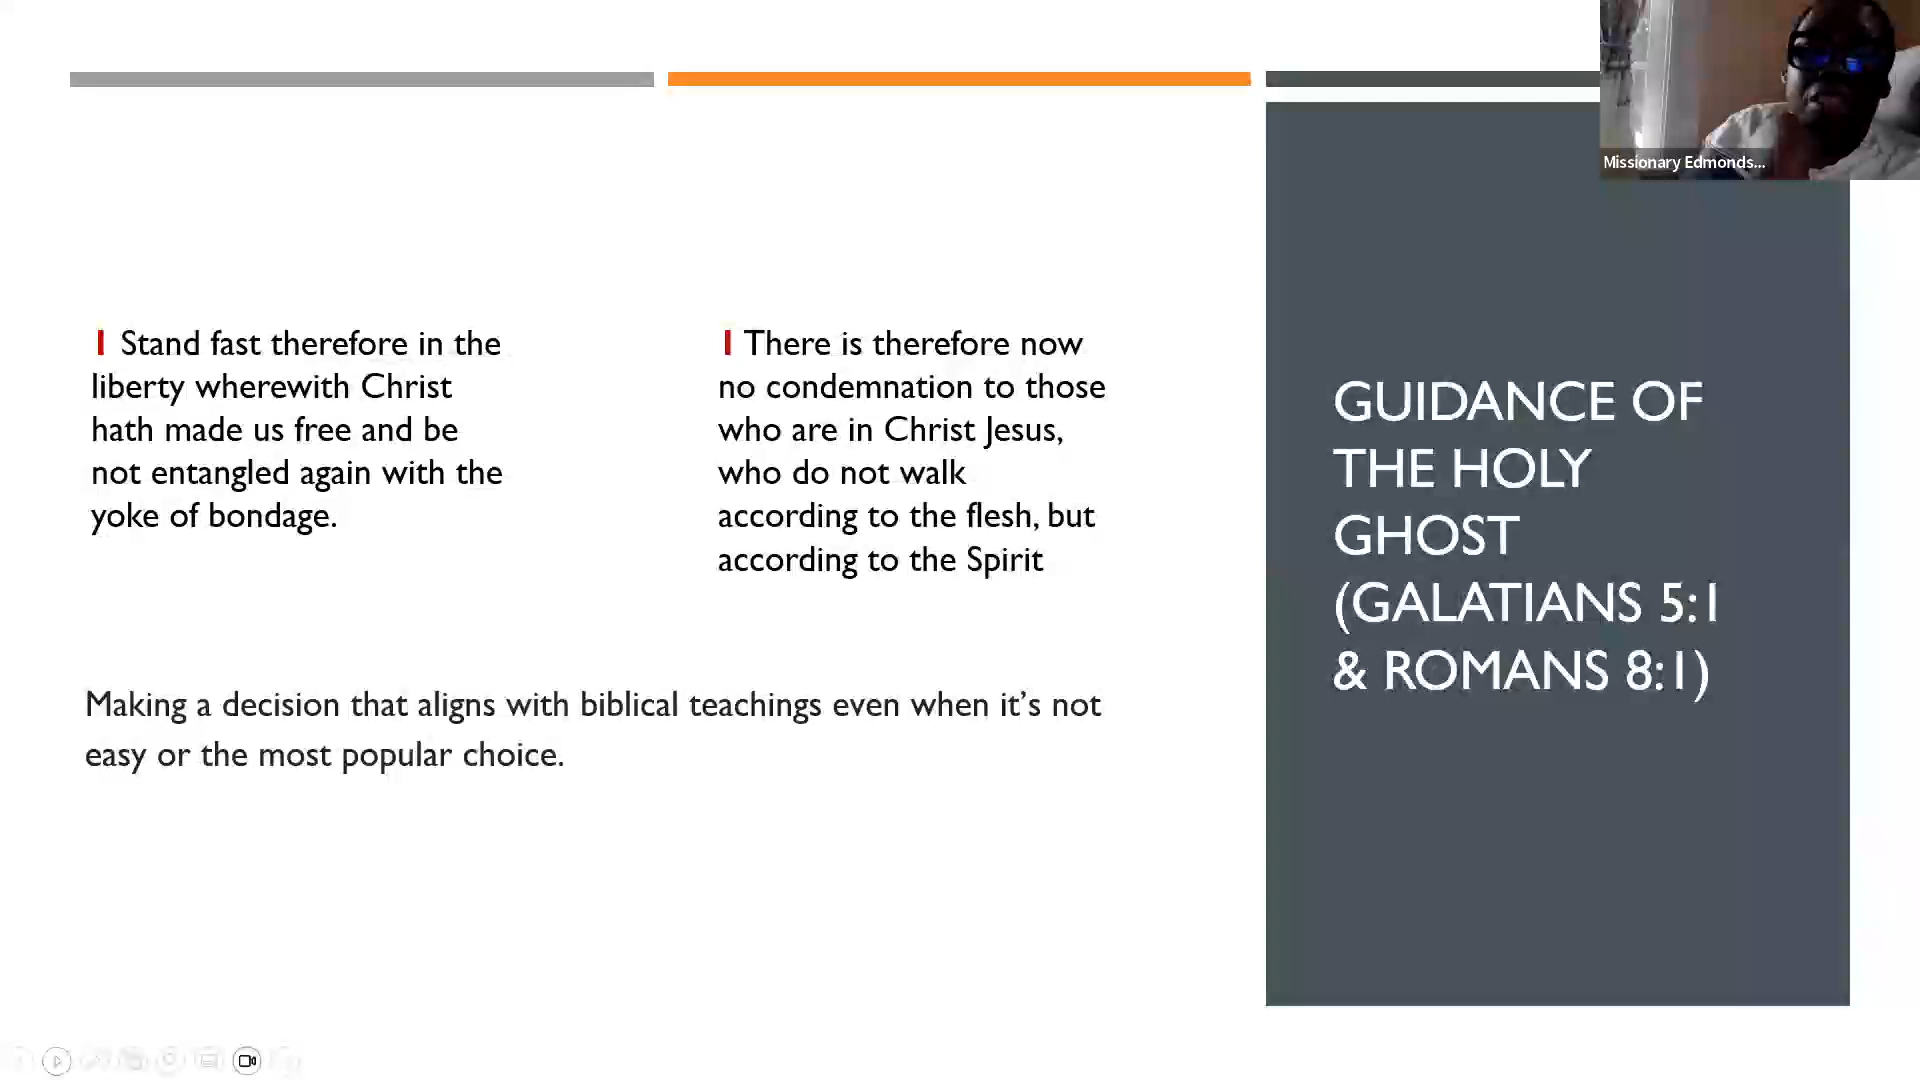 1 Stand fast therefore in the
liberty wherewith Christ
hath made us free and be
not entangled again with the
yoke of bondage.
1 There is therefore now
no condemnation to those
who are in Christ Jesus,
who do not walk
according to the flesh, but
according to the Spirit
Making a decision that aligns with biblical teachings even when it’s not
easy or the most popular choice.
GUIDANCE OF
THE HOLY
GHOST
(GALATIANS 5:1
& ROMANS 8:1)
Missionary Edmonds...